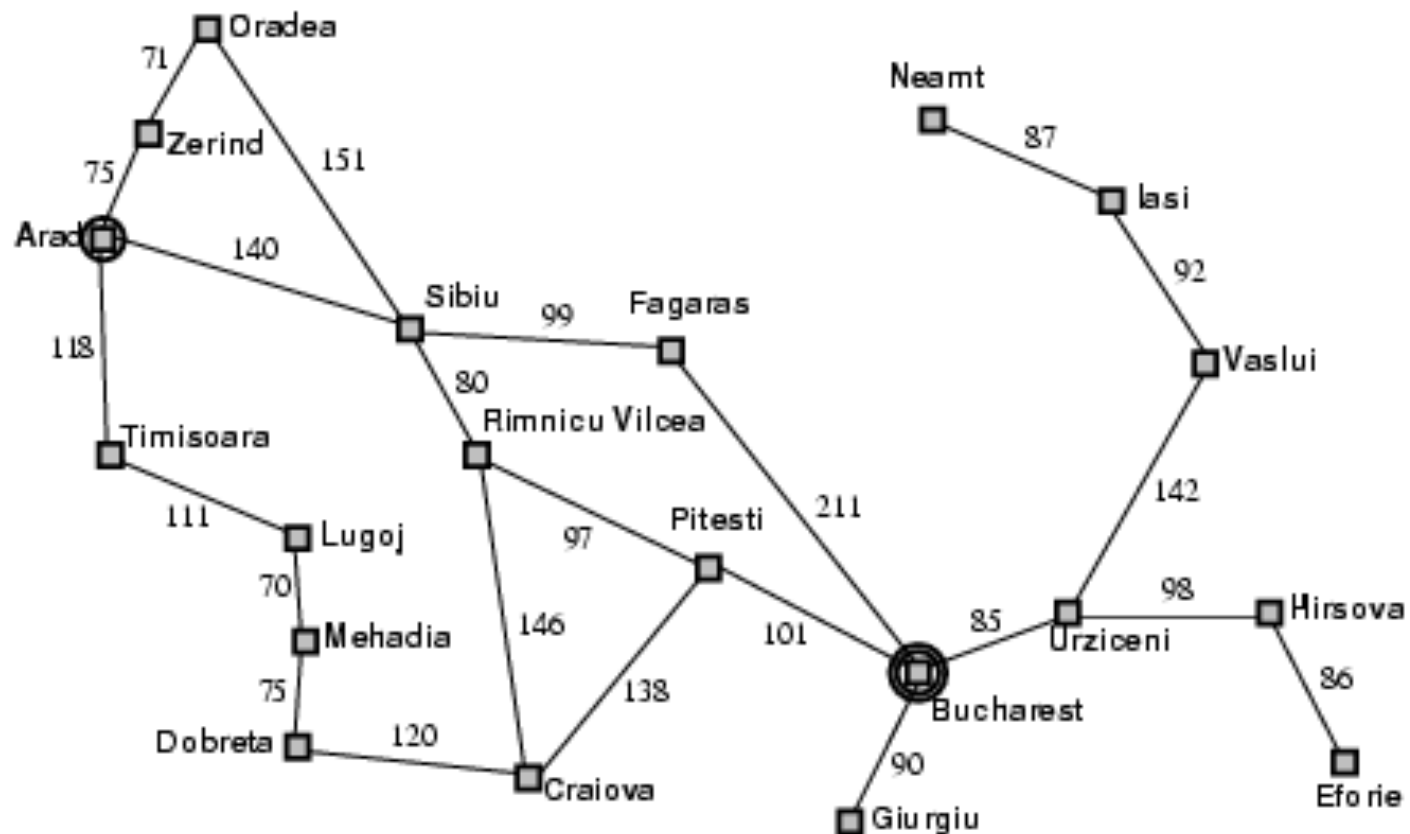 Oradea
71
Neamt
87
Zerind
151
75
Iasi
Arad
140
92
Sibiu
Fagaras
99
118
80
Vaslui
Rimnicu Vilcea
Timisoara
142
211
111
Pitesti
Lugoj
97
70
98
Hirsova
146
101
85
Mehadia
Urziceni
86
75
138
Bucharest
Dobreta
120
90
Craiova
Eforie
Giurgiu